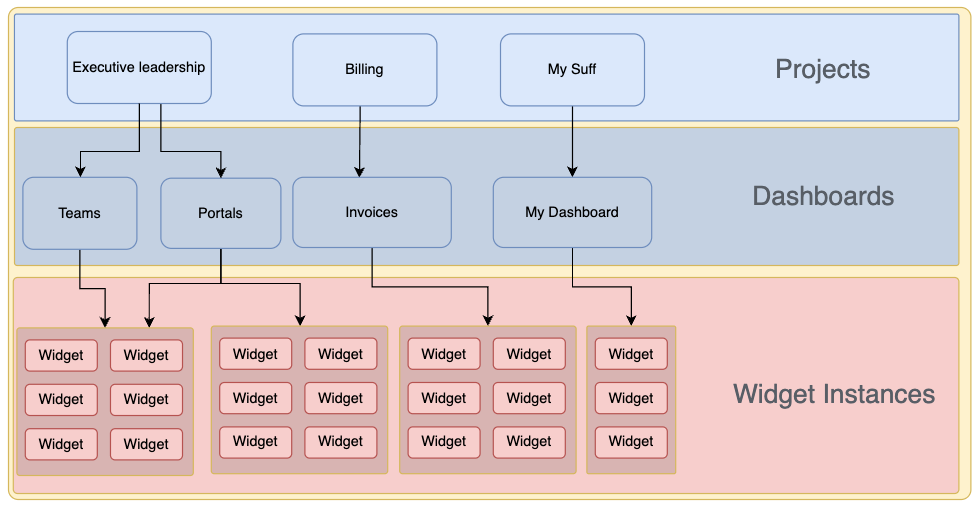 Executive leadership
Billing
My Suff
Projects
Teams
Portals
Invoices
My Dashboard
Dashboards
Widget Widget Widget Widget Widget Widget Widget
Widget Widget Widget Widget Widget Widget Widget
Widget Widget Widget Widget Widget Widget Widget
Widget Instances